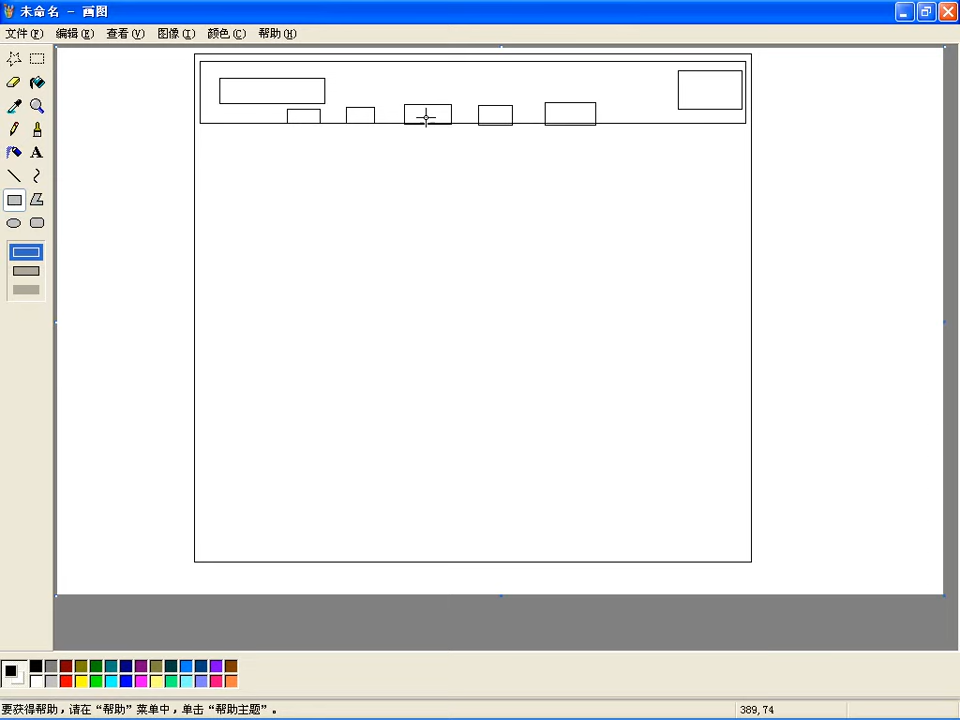 未命名 - 画图
文件(F) 编辑(E) 查看(V) 图像(I) 颜色(C) 帮助(H)
A
要获得帮助，请在“帮助”菜单中，单击“帮助主题”。 389,74